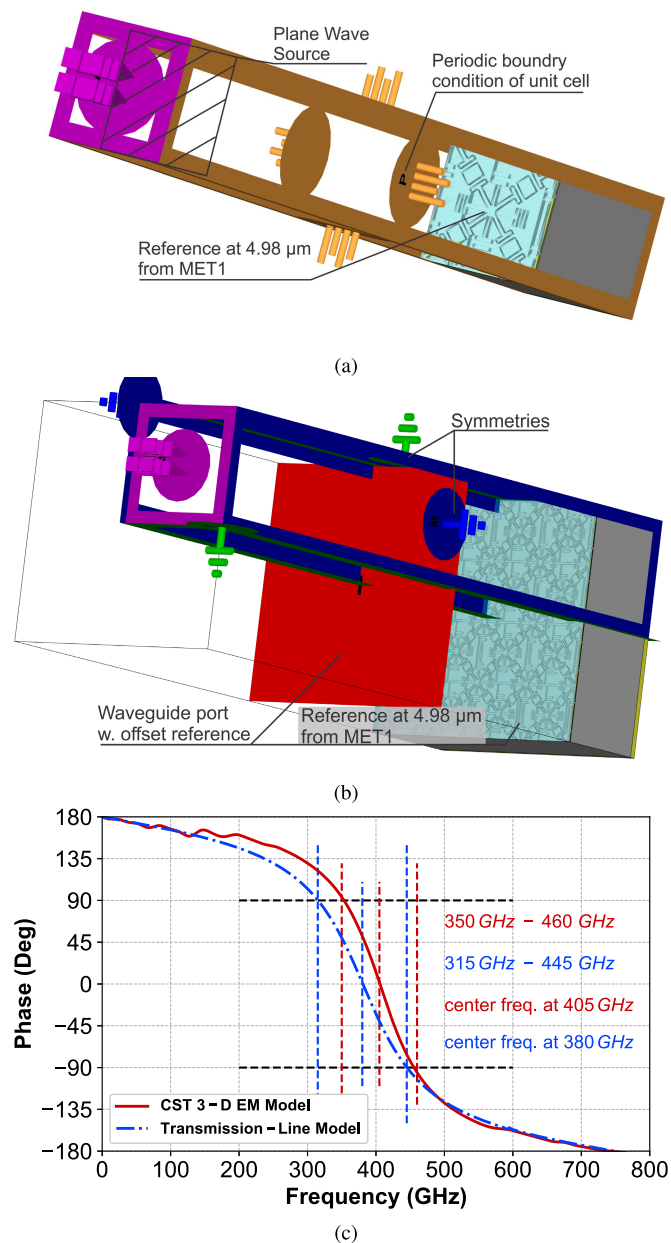 Plane Wave
Source
Periodic boundry
condition of unit cell
P
Reference at 4.98 µm
from MET1
(a)
Symmetries
Waveguide port
w. offset reference
Reference at 4.98 µm
from MET1
(b)
180
135
90
45
0
−45
−90
−135
−180
Phase (Deg)
350 GHz − 460 GHz
315 GHz − 445 GHz
center freq. at 405 GHz
center freq. at 380 GHz
CST 3−D EM Model
Transmission−Line Model
0 100 200 300 400 500 600 700 800
Frequency (GHz)
(c)